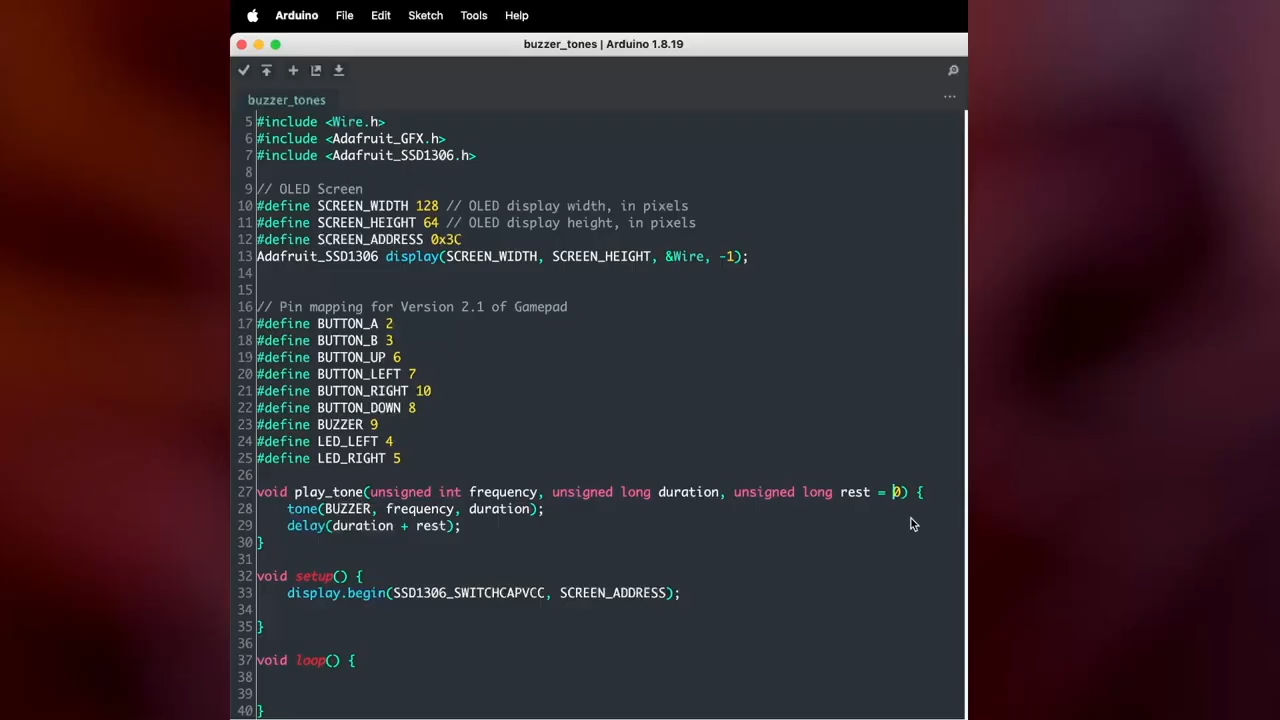 Arduino File Edit Sketch Tools Help
buzzer_tones | Arduino 1.8.19
buzzer_tones
5 #include <Wire.h>
6 #include <Adafruit_GFX.h>
7 #include <Adafruit_SSD1306.h>
8
9 // OLED Screen
10 #define SCREEN_WIDTH 128 // OLED display width, in pixels
11 #define SCREEN_HEIGHT 64 // OLED display height, in pixels
12 #define SCREEN_ADDRESS 0x3C
13 Adafruit_SSD1306 display(SCREEN_WIDTH, SCREEN_HEIGHT, &Wire, -1);
14
15
16 // Pin mapping for Version 2.1 of Gamepad
17 #define BUTTON_A 2
18 #define BUTTON_B 3
19 #define BUTTON_UP 6
20 #define BUTTON_LEFT 7
21 #define BUTTON_RIGHT 10
22 #define BUTTON_DOWN 8
23 #define BUZZER 9
24 #define LED_LEFT 4
25 #define LED_RIGHT 5
26
27 void play_tone(unsigned int frequency, unsigned long duration, unsigned long rest = 0) {
28 tone(BUZZER, frequency, duration);
29 delay(duration + rest);
30 }
31
32 void setup() {
33 display.begin(SSD1306_SWITCHCAPVCC, SCREEN_ADDRESS);
34
35 }
36
37 void loop() {
38
39
40 }